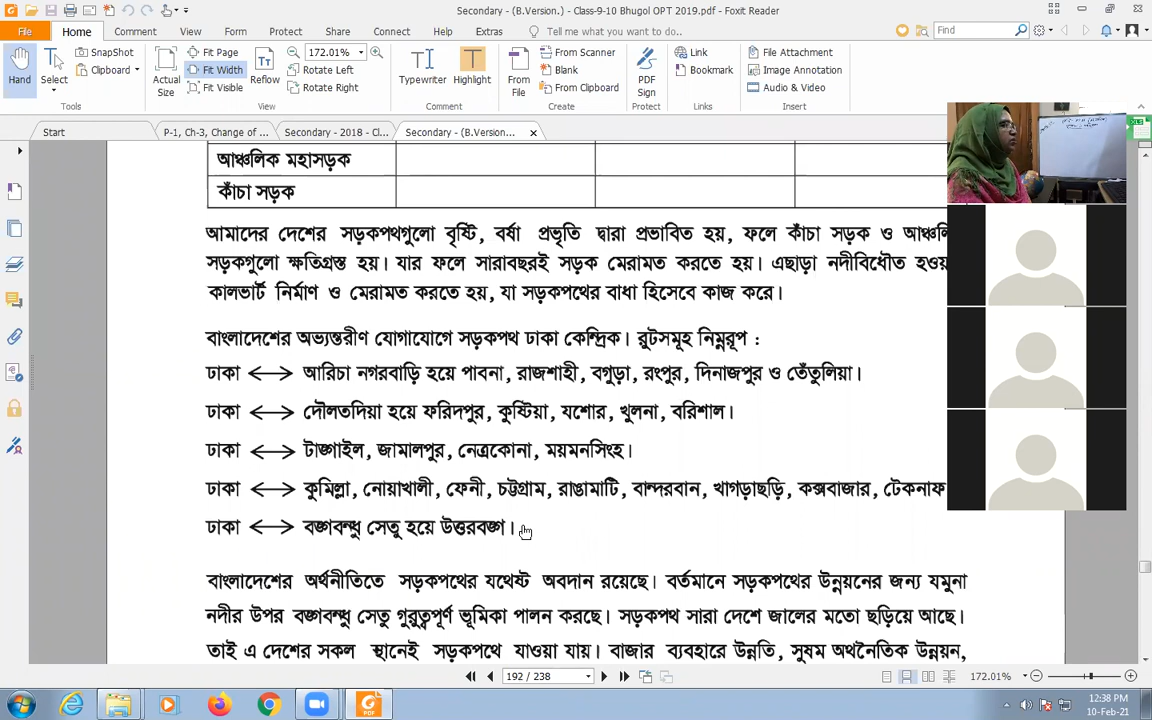 Secondary - (B.Version.) - Class-9-10 Bhugol OPT 2019.pdf - Foxit Reader
File Home Comment View Form Protect Share Connect Help Extras Tell me what you want to do... Find
Hand Select SnapShot Clipboard Actual Size Fit Page Fit Width Fit Visible Reflow 172.01% Rotate Left Rotate Right Typewriter Highlight From File From Scanner Blank From Clipboard PDF Sign Link Bookmark File Attachment Image Annotation Audio & Video
Tools View Comment Create Protect Links Insert
Start P-1, Ch-3, Change of ... Secondary - 2018 - Cl... Secondary - (B.Version...
XLS
আঞ্চলিক মহাসড়ক
কাঁচা সড়ক
আমাদের দেশের সড়কপথগুলো বৃষ্টি, বর্ষা প্রভৃতি দ্বারা প্রভাবিত হয়, ফলে কাঁচা সড়ক ও আঞ্চলি
সড়কগুলো ক্ষতিগ্রস্ত হয়। যার ফলে সারাবছরই সড়ক মেরামত করতে হয়। এছাড়া নদীবিধৌত হওয়
কালভার্ট নির্মাণ ও মেরামত করতে হয়, যা সড়কপথের বাধা হিসেবে কাজ করে।
বাংলাদেশের অভ্যন্তরীণ যোগাযোগে সড়কপথ ঢাকা কেন্দ্রিক। রুটসমূহ নিম্নরূপ :
ঢাকা ⟷ আরিচা নগরবাড়ি হয়ে পাবনা, রাজশাহী, বগুড়া, রংপুর, দিনাজপুর ও তেঁতুলিয়া।
ঢাকা ⟷ দৌলতদিয়া হয়ে ফরিদপুর, কুষ্টিয়া, যশোর, খুলনা, বরিশাল।
ঢাকা ⟷ টাঙ্গাইল, জামালপুর, নেত্রকোনা, ময়মনসিংহ।
ঢাকা ⟷ কুমিল্লা, নোয়াখালী, ফেনী, চট্টগ্রাম, রাঙামাটি, বান্দরবান, খাগড়াছড়ি, কক্সবাজার, টেকনাফ
ঢাকা ⟷ বঙ্গবন্ধু সেতু হয়ে উত্তরবঙ্গ।
বাংলাদেশের অর্থনীতিতে সড়কপথের যথেষ্ট অবদান রয়েছে। বর্তমানে সড়কপথের উন্নয়নের জন্য যমুনা
নদীর উপর বঙ্গবন্ধু সেতু গুরুত্বপূর্ণ ভূমিকা পালন করছে। সড়কপথ সারা দেশে জালের মতো ছড়িয়ে আছে।
তাই এ দেশের সকল স্থানেই সড়কপথে যাওয়া যায়। বাজার ব্যবহারে উন্নতি, সুষম অর্থনৈতিক উন্নয়ন,
192 / 238 172.01%
12:38 PM
10-Feb-21